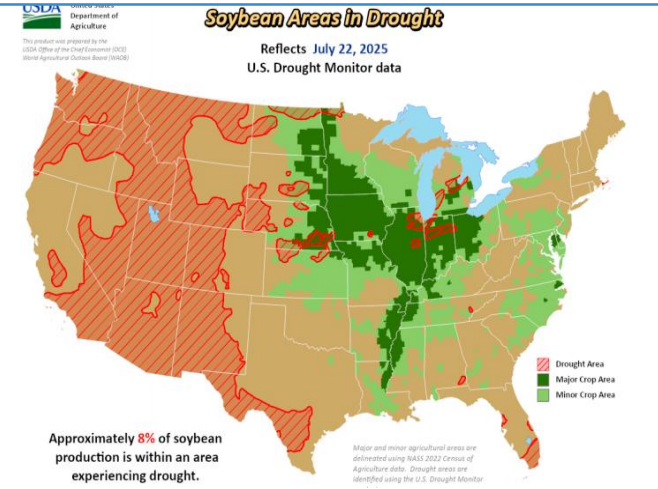 USDA
United States
Department of
Agriculture
This product was prepared by the
USDA Office of the Chief Economist (OCE)
World Agricultural Outlook Board (WAOB)
Soybean Areas in Drought
Reflects July 22, 2025
U.S. Drought Monitor data
Drought Area
Major Crop Area
Minor Crop Area
Approximately 8% of soybean
production is within an area
experiencing drought.
Major and minor agricultural areas are
delineated using NASS 2022 Census of
Agriculture data. Drought areas are
identified using the U.S. Drought Monitor